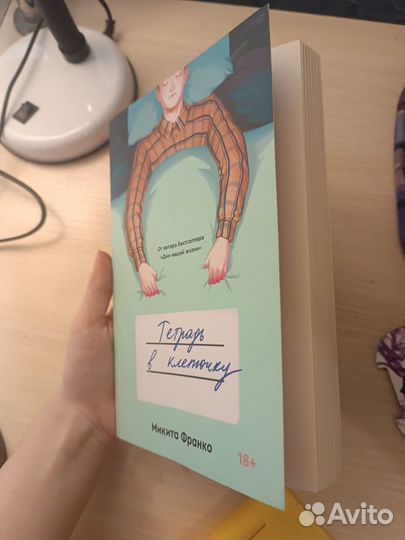 От автора бестселлера
«Дни нашей жизни»
Тетрадь
в клеточку
Микита Франко
18+
Avito